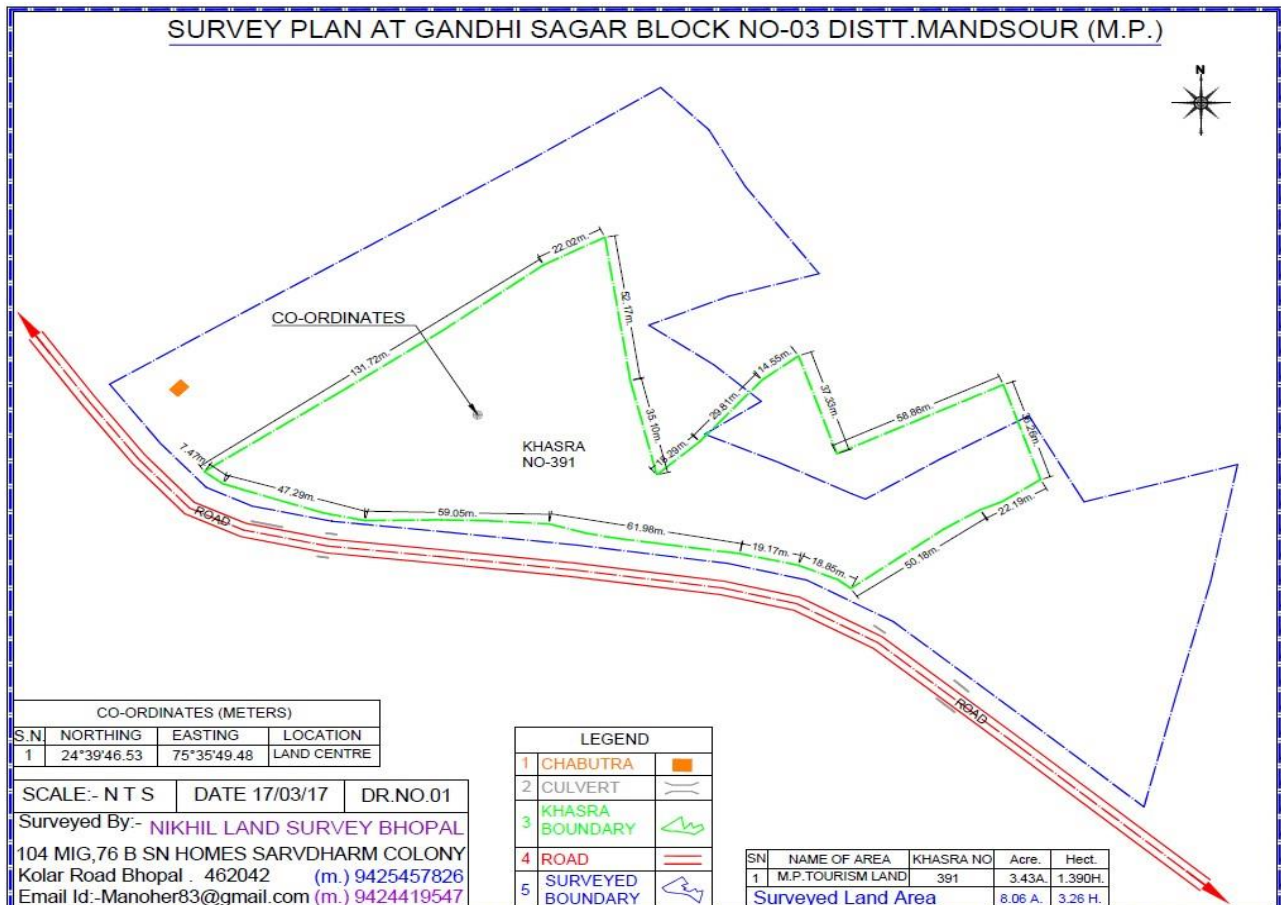 SURVEY PLAN AT GANDHI SAGAR BLOCK NO-03 DISTT.MANDSOUR (M.P.)
N
22.02m.
52.17m.
CO-ORDINATES
131.72m.
14.55m.
37.33m.
29.81m.
58.86m.
35.10m.
KHASRA
NO-391
7.47m.
47.29m.
59.05m.
61.98m.
22.19m.
19.17m.
18.85m.
50.18m.
ROAD
ROAD
CO-ORDINATES (METERS)
S.N. NORTHING EASTING LOCATION
1 24°39'46.53 75°35'49.48 LAND CENTRE
SCALE:- N T S DATE 17/03/17 DR.NO.01
Surveyed By:- NIKHIL LAND SURVEY BHOPAL
104 MIG,76 B SN HOMES SARVDHARM COLONY
Kolar Road Bhopal . 462042 (m.) 9425457826
Email Id:-Manoher83@gmail.com (m.) 9424419547
LEGEND
1 CHABUTRA
2 CULVERT
3 KHASRA
BOUNDARY
4 ROAD
5 SURVEYED
BOUNDARY
SN NAME OF AREA KHASRA NO Acre. Hect.
1 M.P.TOURISM LAND 391 3.43A. 1.390H.
Surveyed Land Area 8.06 A. 3.26 H.